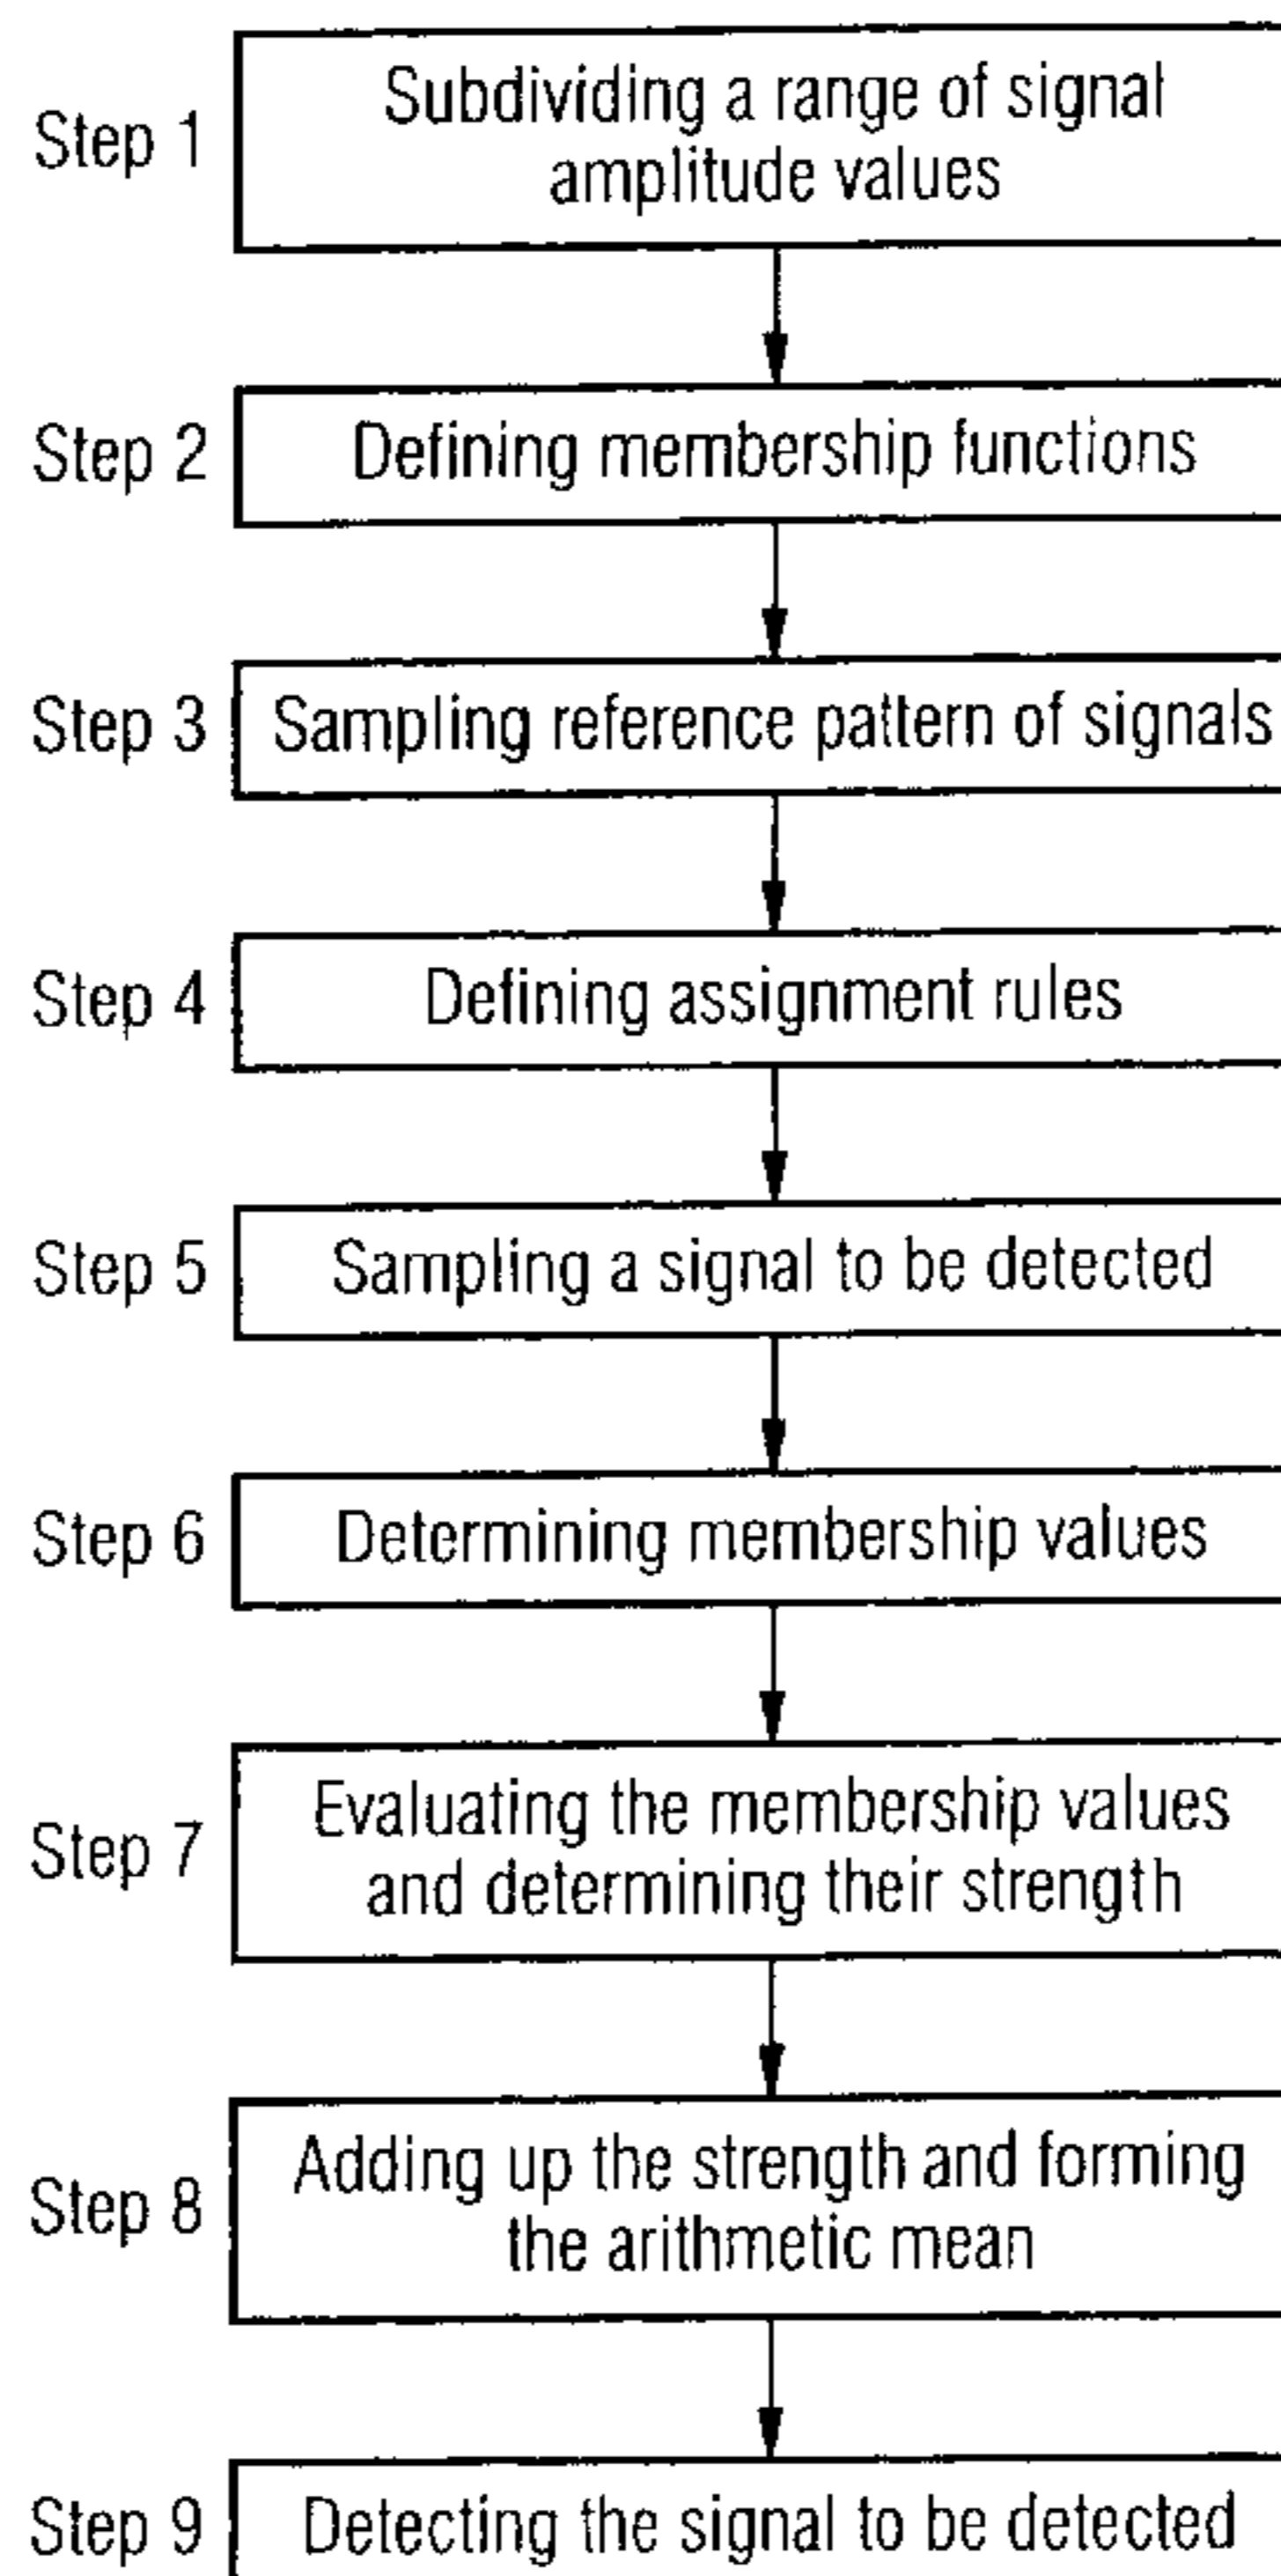 Step 1
Subdividing a range of signal
amplitude values
Step 2
Defining membership functions
Step 3
Sampling reference pattern of signals
Step 4
Defining assignment rules
Step 5
Sampling a signal to be detected
Step 6
Determining membership values
Step 7
Evaluating the membership values
and determining their strength
Step 8
Adding up the strength and forming
the arithmetic mean
Step 9
Detecting the signal to be detected